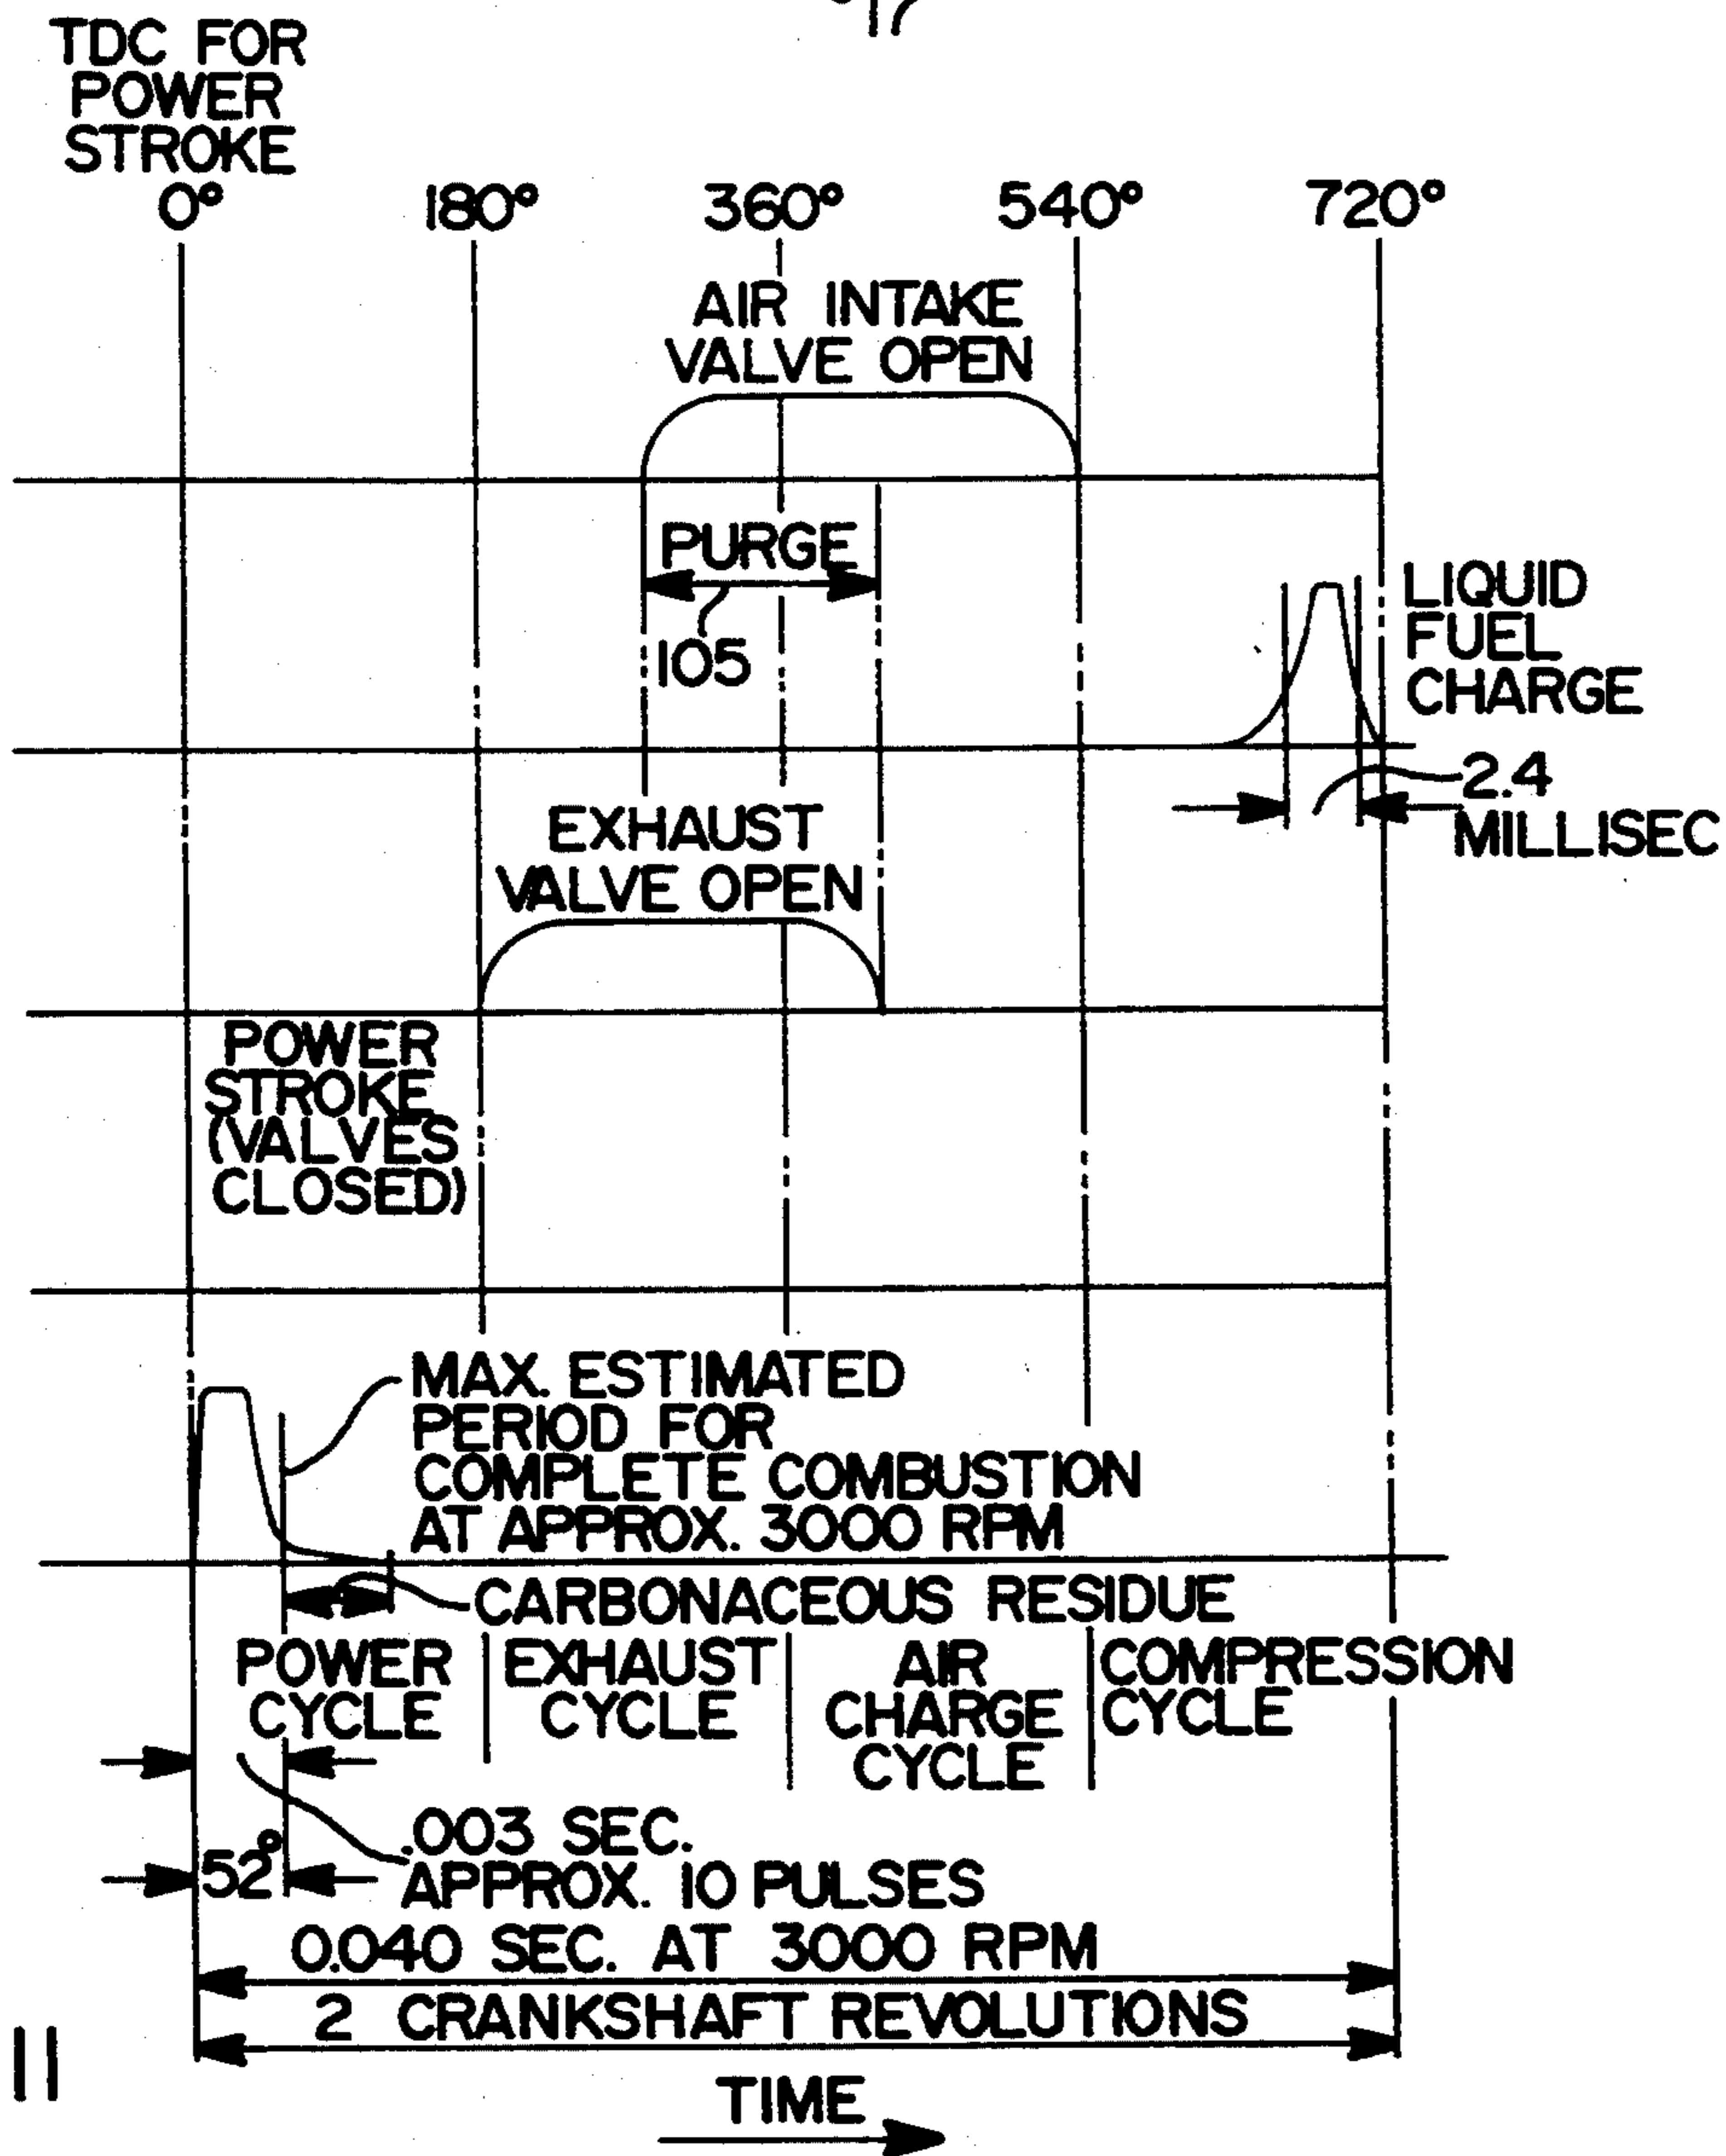 TDC FOR
POWER
STROKE
0° 180° 360° 540° 720°
AIR INTAKE
VALVE OPEN
PURGE
105
LIQUID
FUEL
CHARGE
2.4
MILLISEC
EXHAUST
VALVE OPEN
POWER
STROKE
(VALVES
CLOSED)
MAX. ESTIMATED
PERIOD FOR
COMPLETE COMBUSTION
AT APPROX. 3000 RPM
CARBONACEOUS RESIDUE
POWER
CYCLE
EXHAUST
CYCLE
AIR
CHARGE
CYCLE
COMPRESSION
CYCLE
.003 SEC.
APPROX. 10 PULSES
52°
0.040 SEC. AT 3000 RPM
2 CRANKSHAFT REVOLUTIONS
11
TIME